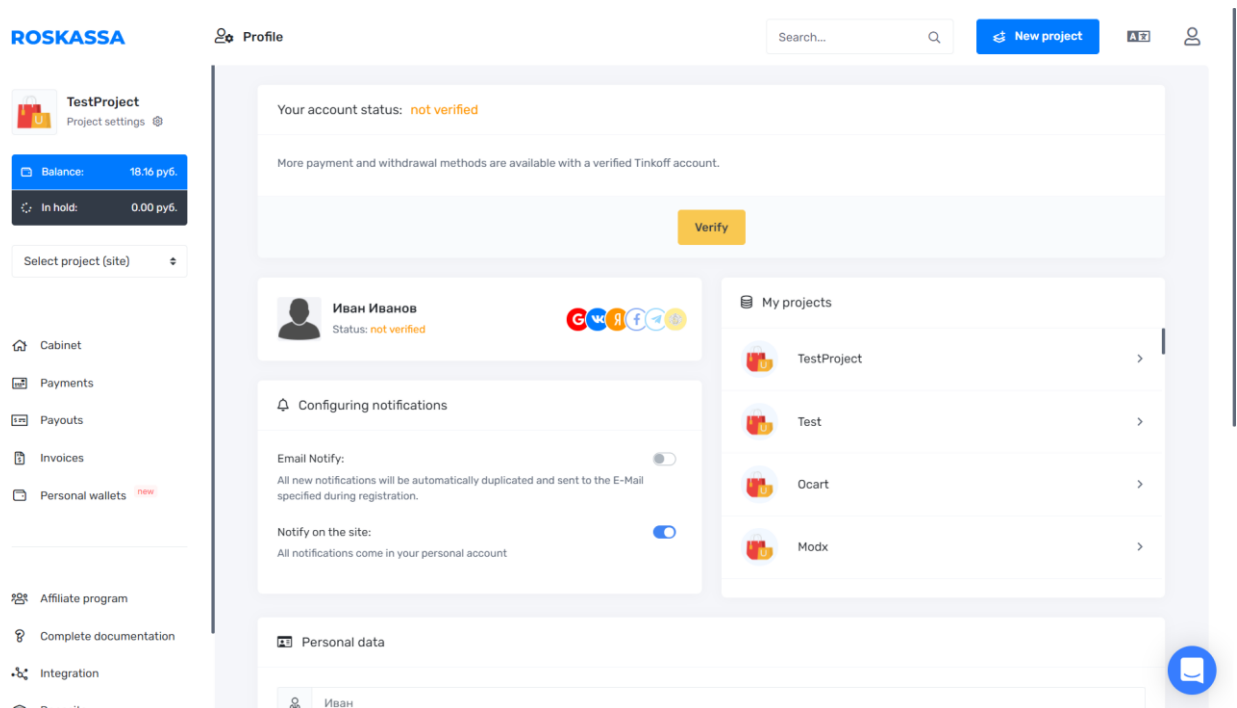 ROSKASSA
Profile
Search...
New project
TestProject
Project settings
Balance: 18.16 руб.
In hold: 0.00 руб.
Select project (site)
Cabinet
Payments
Payouts
Invoices
Personal wallets new
Affiliate program
Complete documentation
Integration
Your account status: not verified
More payment and withdrawal methods are available with a verified Tinkoff account.
Verify
Иван Иванов
Status: not verified
Configuring notifications
Email Notify:
All new notifications will be automatically duplicated and sent to the E-Mail
specified during registration.
Notify on the site:
All notifications come in your personal account
My projects
TestProject
Test
Ocart
Modx
Personal data
Иван